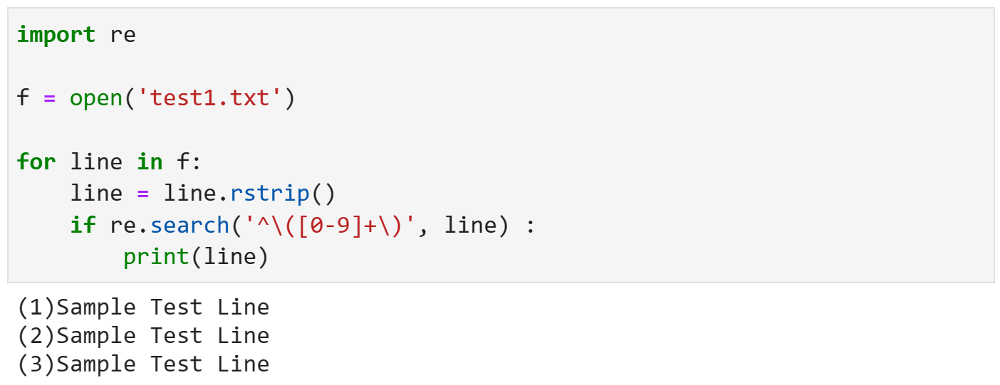 import re

f = open('test1.txt')

for line in f:
    line = line.rstrip()
    if re.search('^\([0-9]+\)', line) :
        print(line)
(1)Sample Test Line
(2)Sample Test Line
(3)Sample Test Line